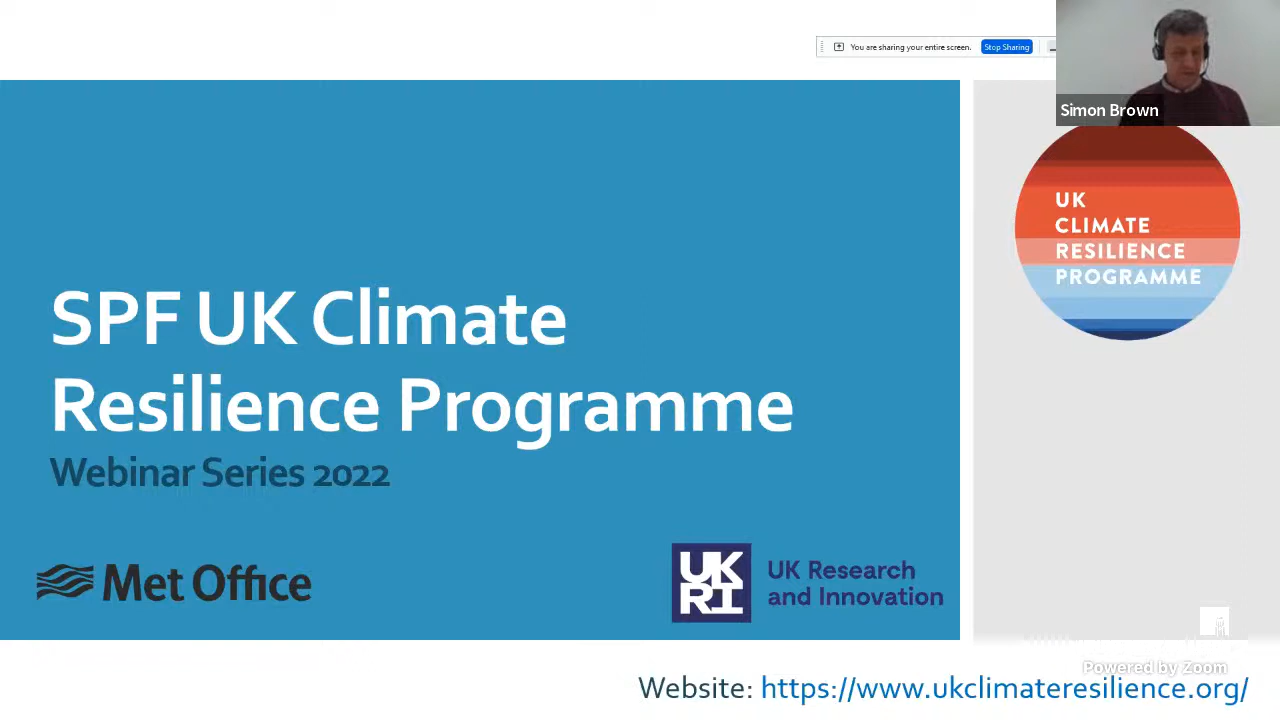 You are sharing your entire screen.
Stop Sharing
Simon Brown
UK
CLIMATE
RESILIENCE
PROGRAMME
SPF UK Climate
Resilience Programme
Webinar Series 2022
Met Office
UK
RI
UK Research
and Innovation
Powered by Zoom
Website: https://www.ukclimateresilience.org/